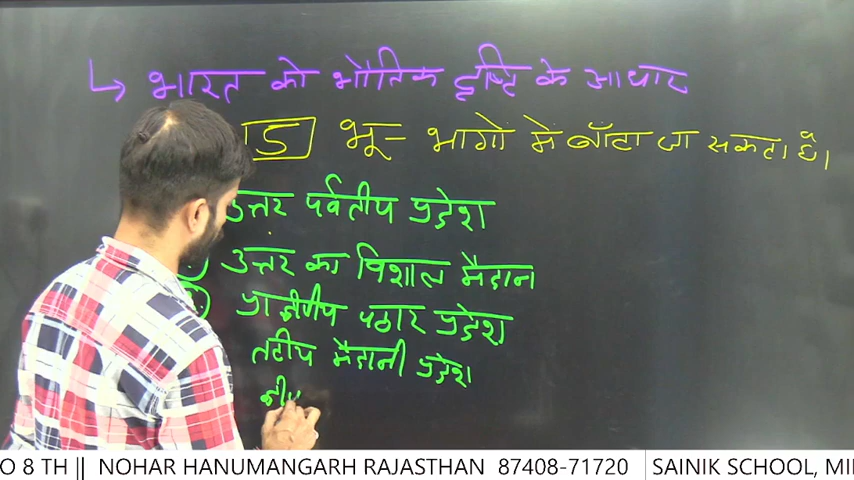 भारत को भौतिक दृष्टि के आधार
5 भू- भागों में बाँटा जा सकता है।
उत्तर पर्वतीय प्रदेश
उत्तर का विशाल मैदान
प्रायद्वीपीय पठार प्रदेश
तटीय मैदानी प्रदेश
O 8 TH || NOHAR HANUMANGARH RAJASTHAN 87408-71720 SAINIK SCHOOL, MI